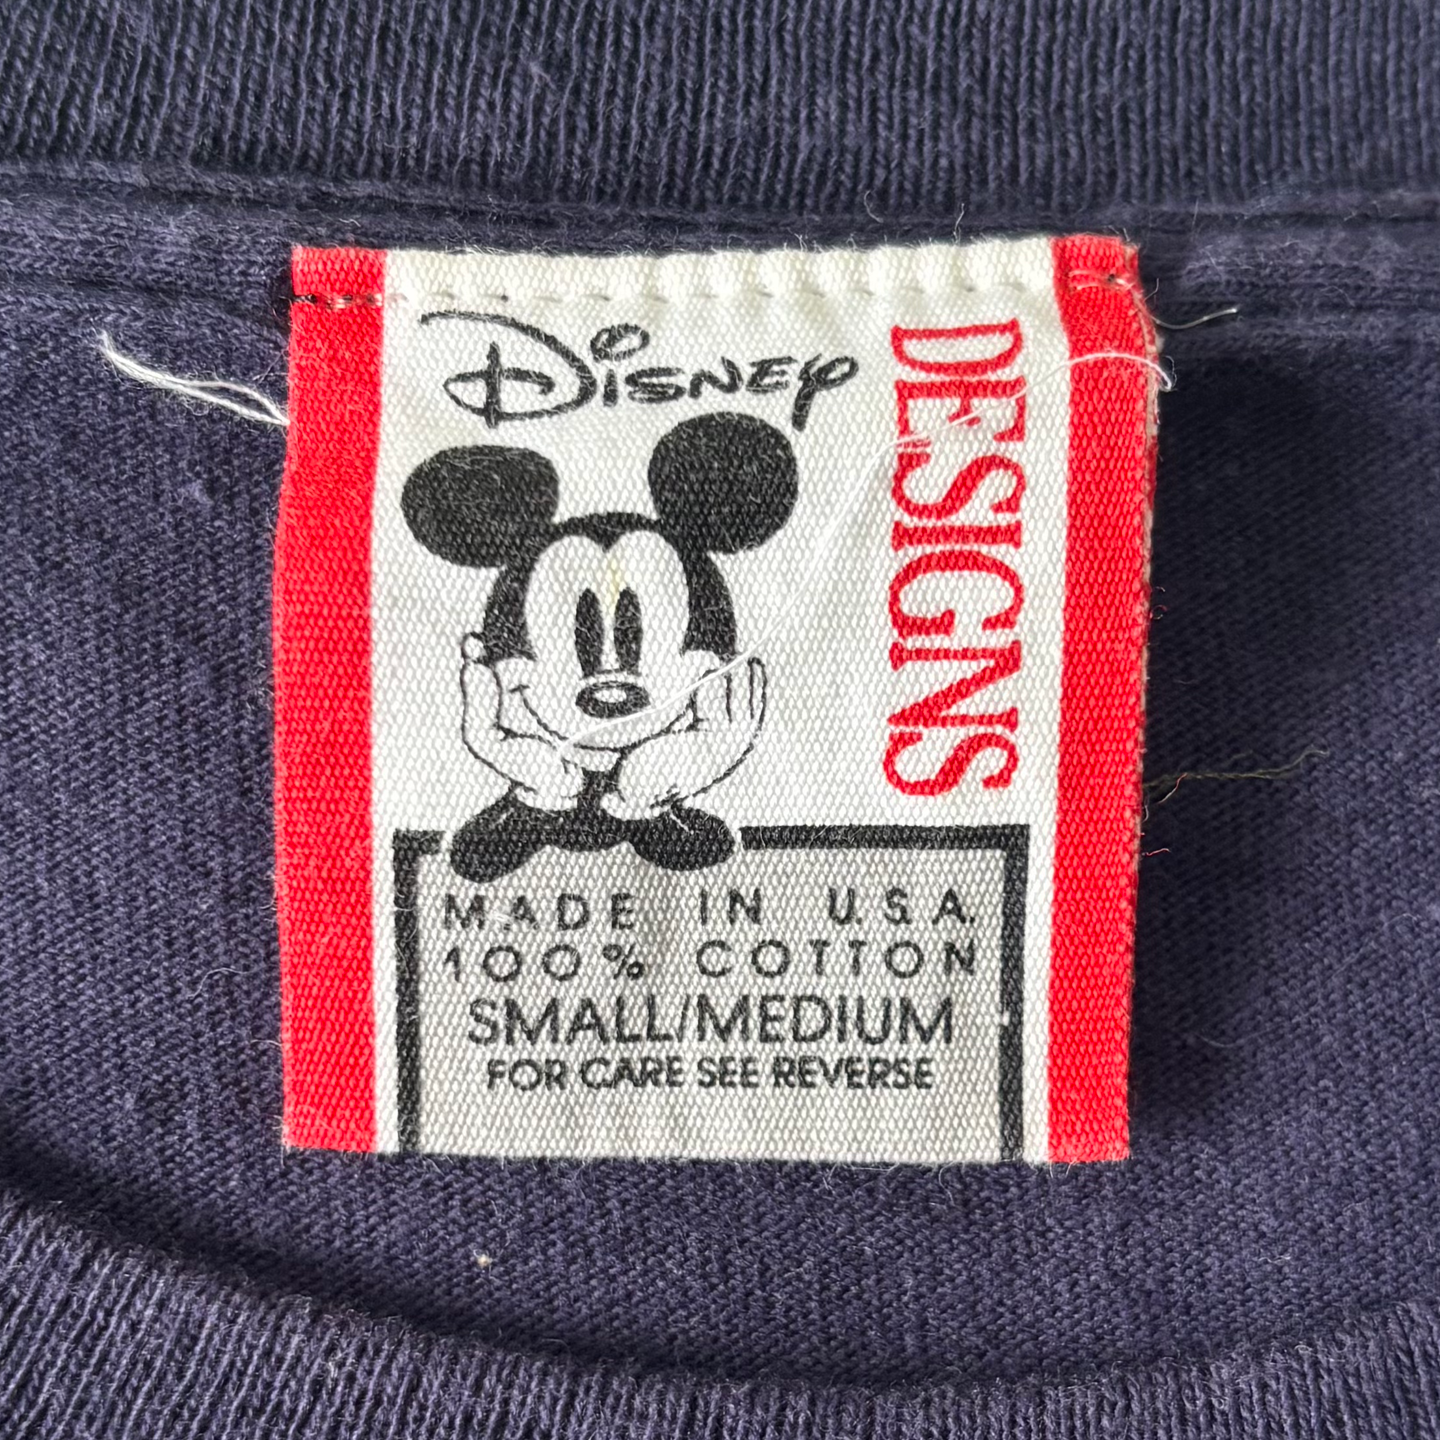 Disney
DESIGNS
MADE IN U.S.A.
100% COTTON
SMALL/MEDIUM
FOR CARE SEE REVERSE